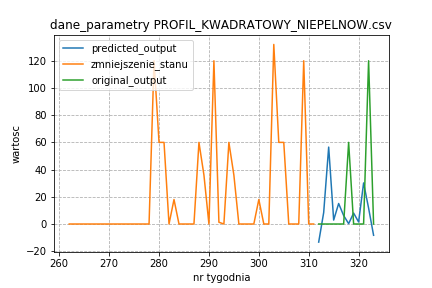 dane_parametry PROFIL_KWADRATOWY_NIEPELNOW.csv
predicted_output
zmniejszenie_stanu
original_output
wartosc
120
100
80
60
40
20
0
−20
260 270 280 290 300 310 320
nr tygodnia